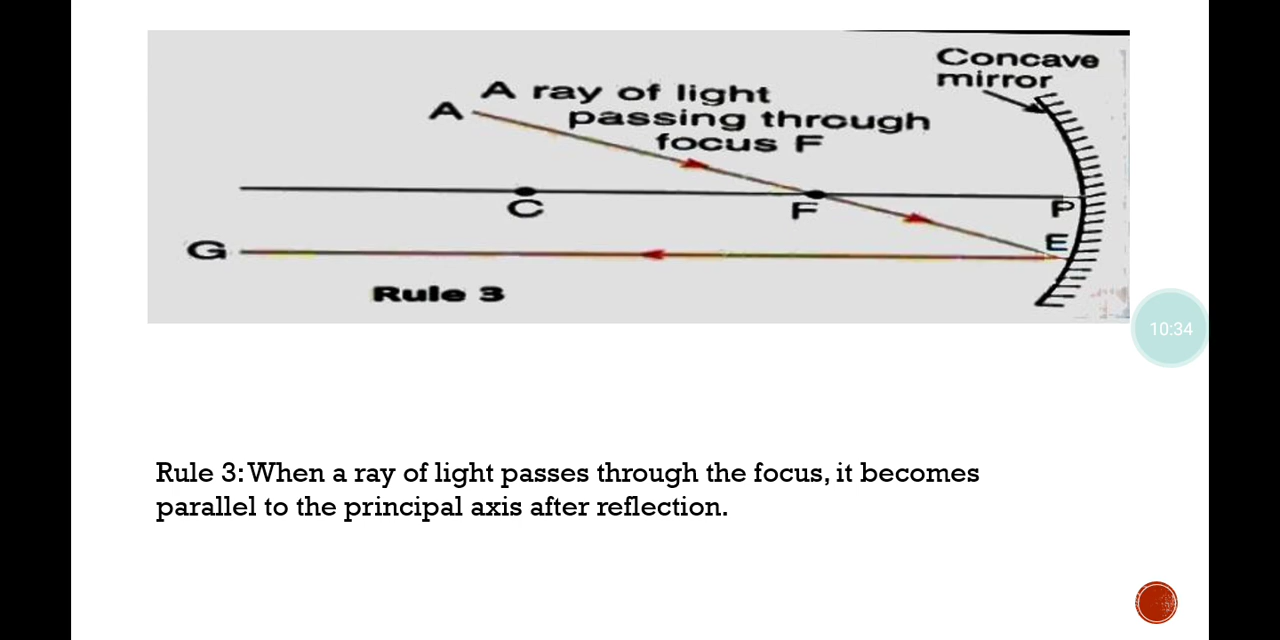 Concave
mirror
A ray of light
A
passing through
focus F
C
F
P
E
G
Rule 3
10:34
Rule 3: When a ray of light passes through the focus, it becomes
parallel to the principal axis after reflection.